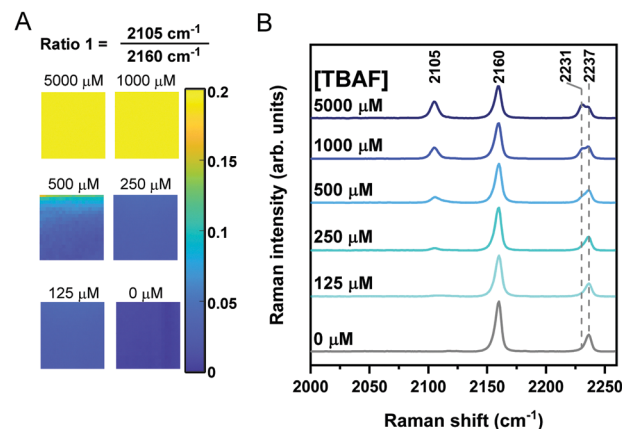 A
Ratio 1 = 2105 cm⁻¹
2160 cm⁻¹
5000 μM 1000 μM
500 μM 250 μM
125 μM 0 μM
0.2
0.15
0.1
0.05
0
B
2105
2160
2231
2237
[TBAF]
5000 μM
1000 μM
500 μM
250 μM
125 μM
0 μM
Raman intensity (arb. units)
2000 2050 2100 2150 2200 2250
Raman shift (cm⁻¹)